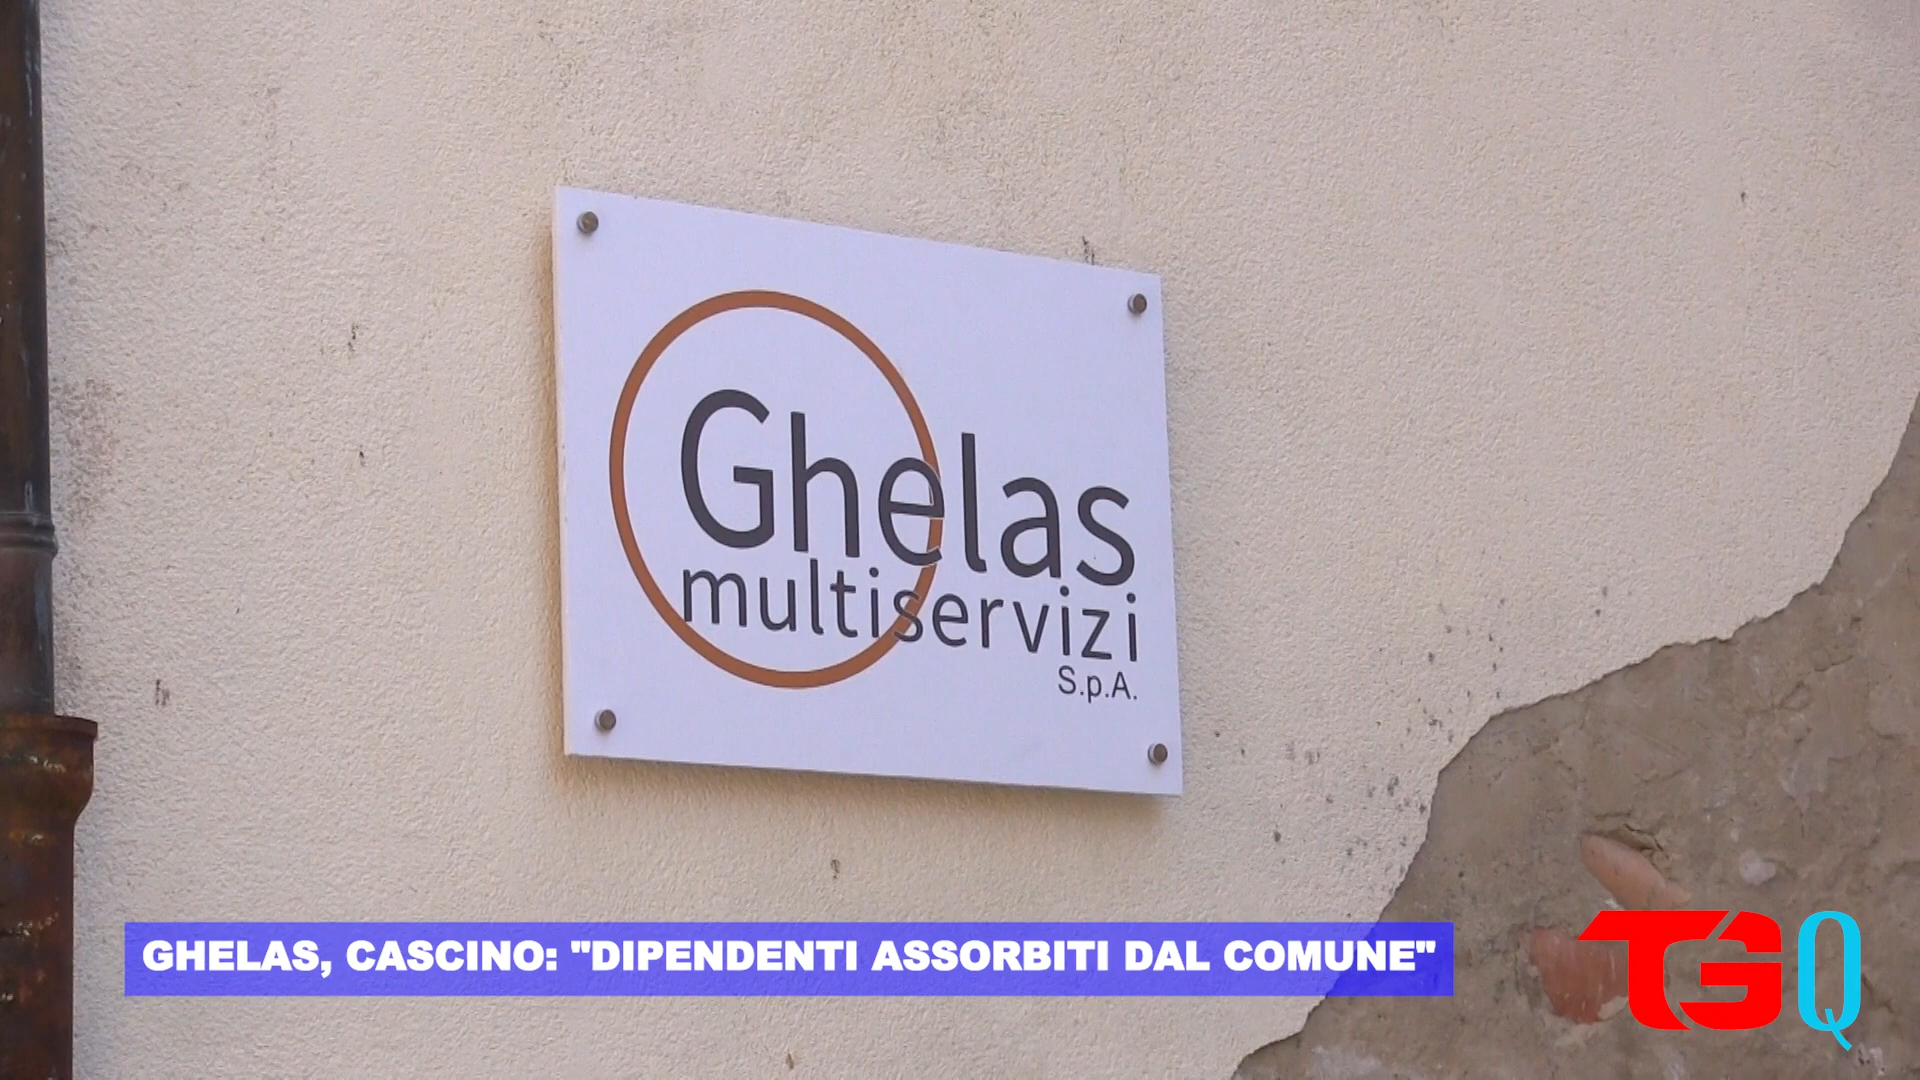 Ghelas
multiservizi
S.p.A.
GHELAS, CASCINO: "DIPENDENTI ASSORBITI DAL COMUNE"
TGQ